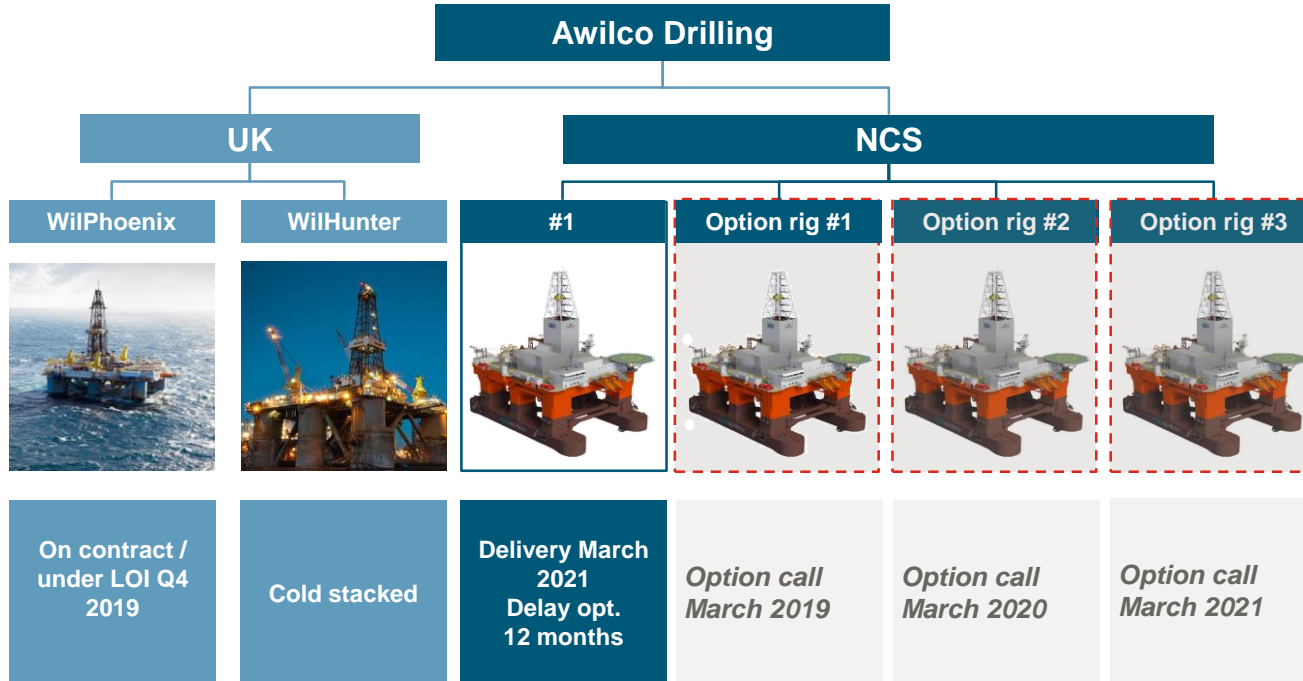 Awilco Drilling
UK
NCS
WilPhoenix
WilHunter
#1
Option rig #1
Option rig #2
Option rig #3
On contract /
under LOI Q4
2019
Cold stacked
Delivery March
2021
Delay opt.
12 months
Option call
March 2019
Option call
March 2020
Option call
March 2021